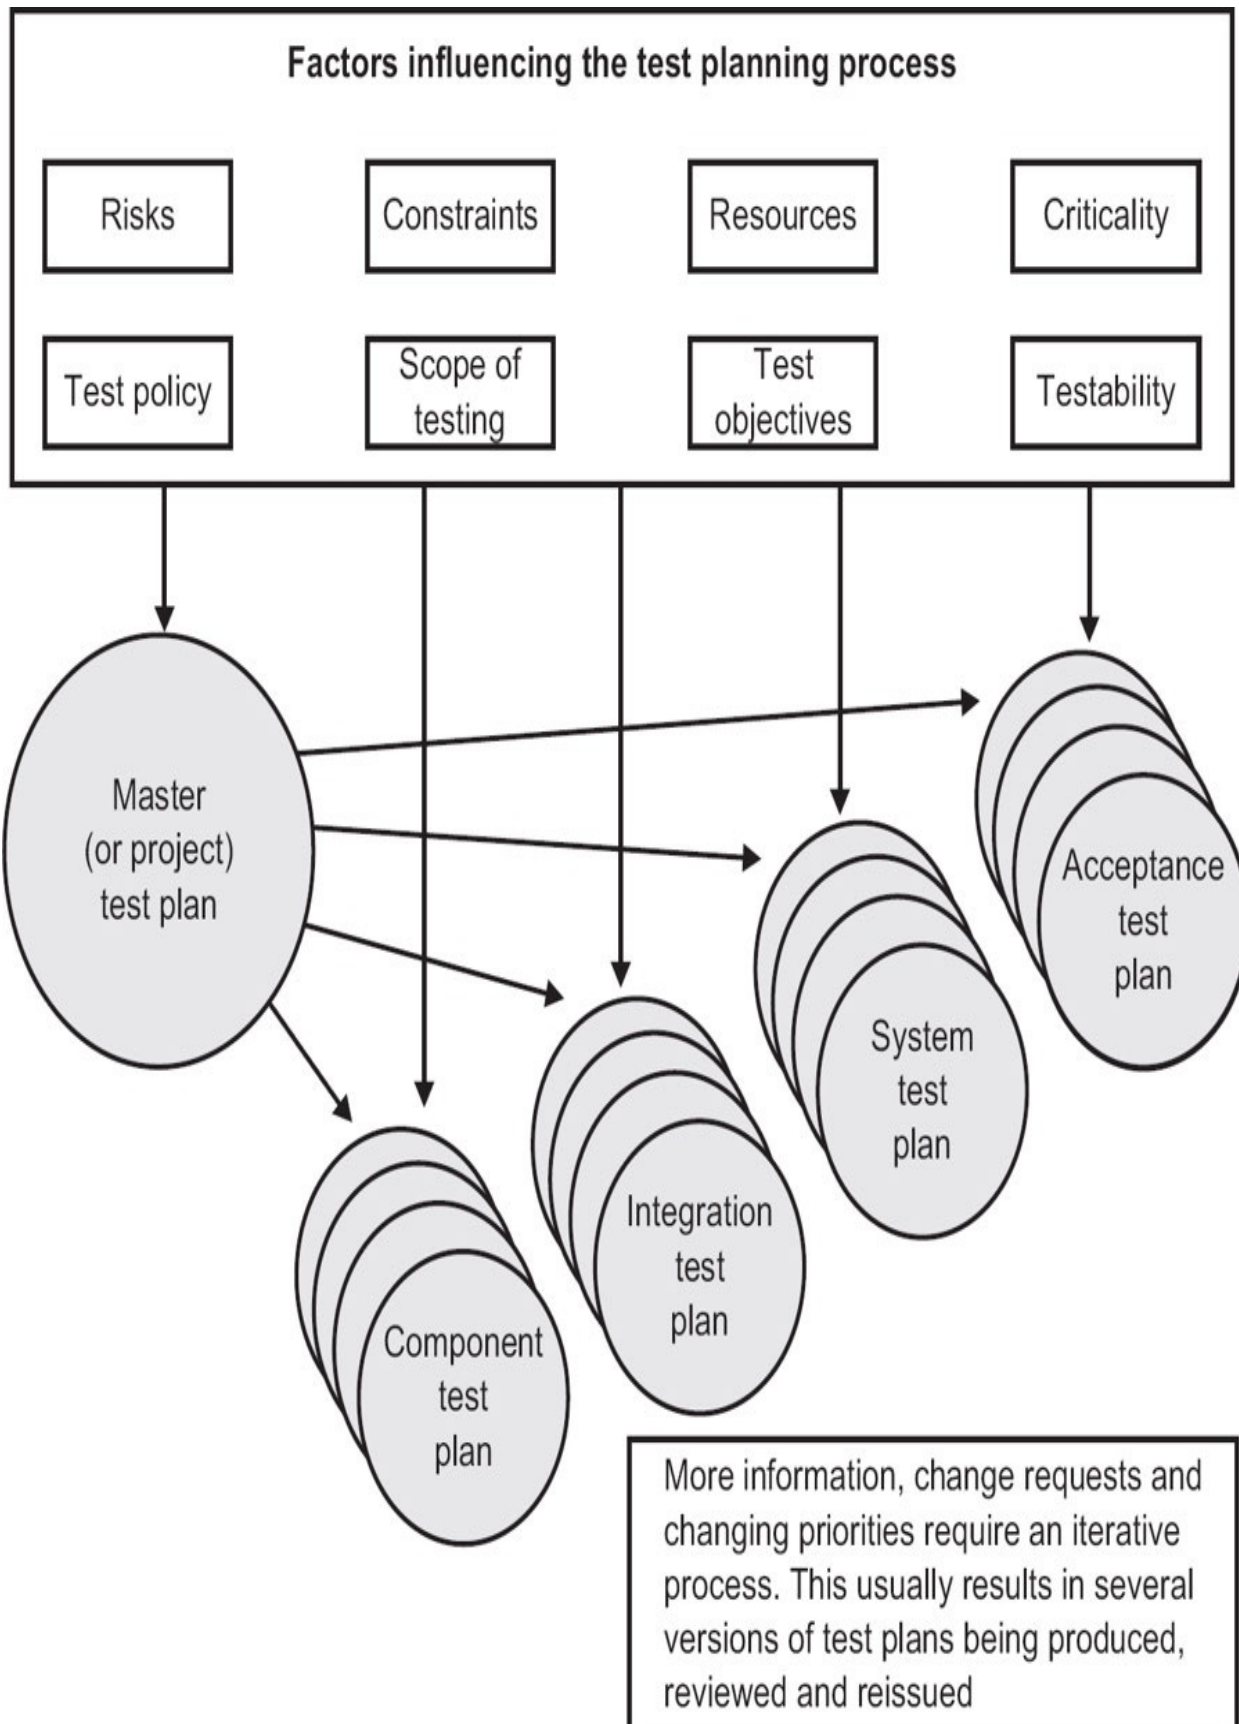 Factors influencing the test planning process
Risks
Constraints
Resources
Criticality
Test policy
Scope of
testing
Test
objectives
Testability
Master
(or project)
test plan
Acceptance
test
plan
System
test
plan
Integration
test
plan
Component
test
plan
More information, change requests and
changing priorities require an iterative
process. This usually results in several
versions of test plans being produced,
reviewed and reissued